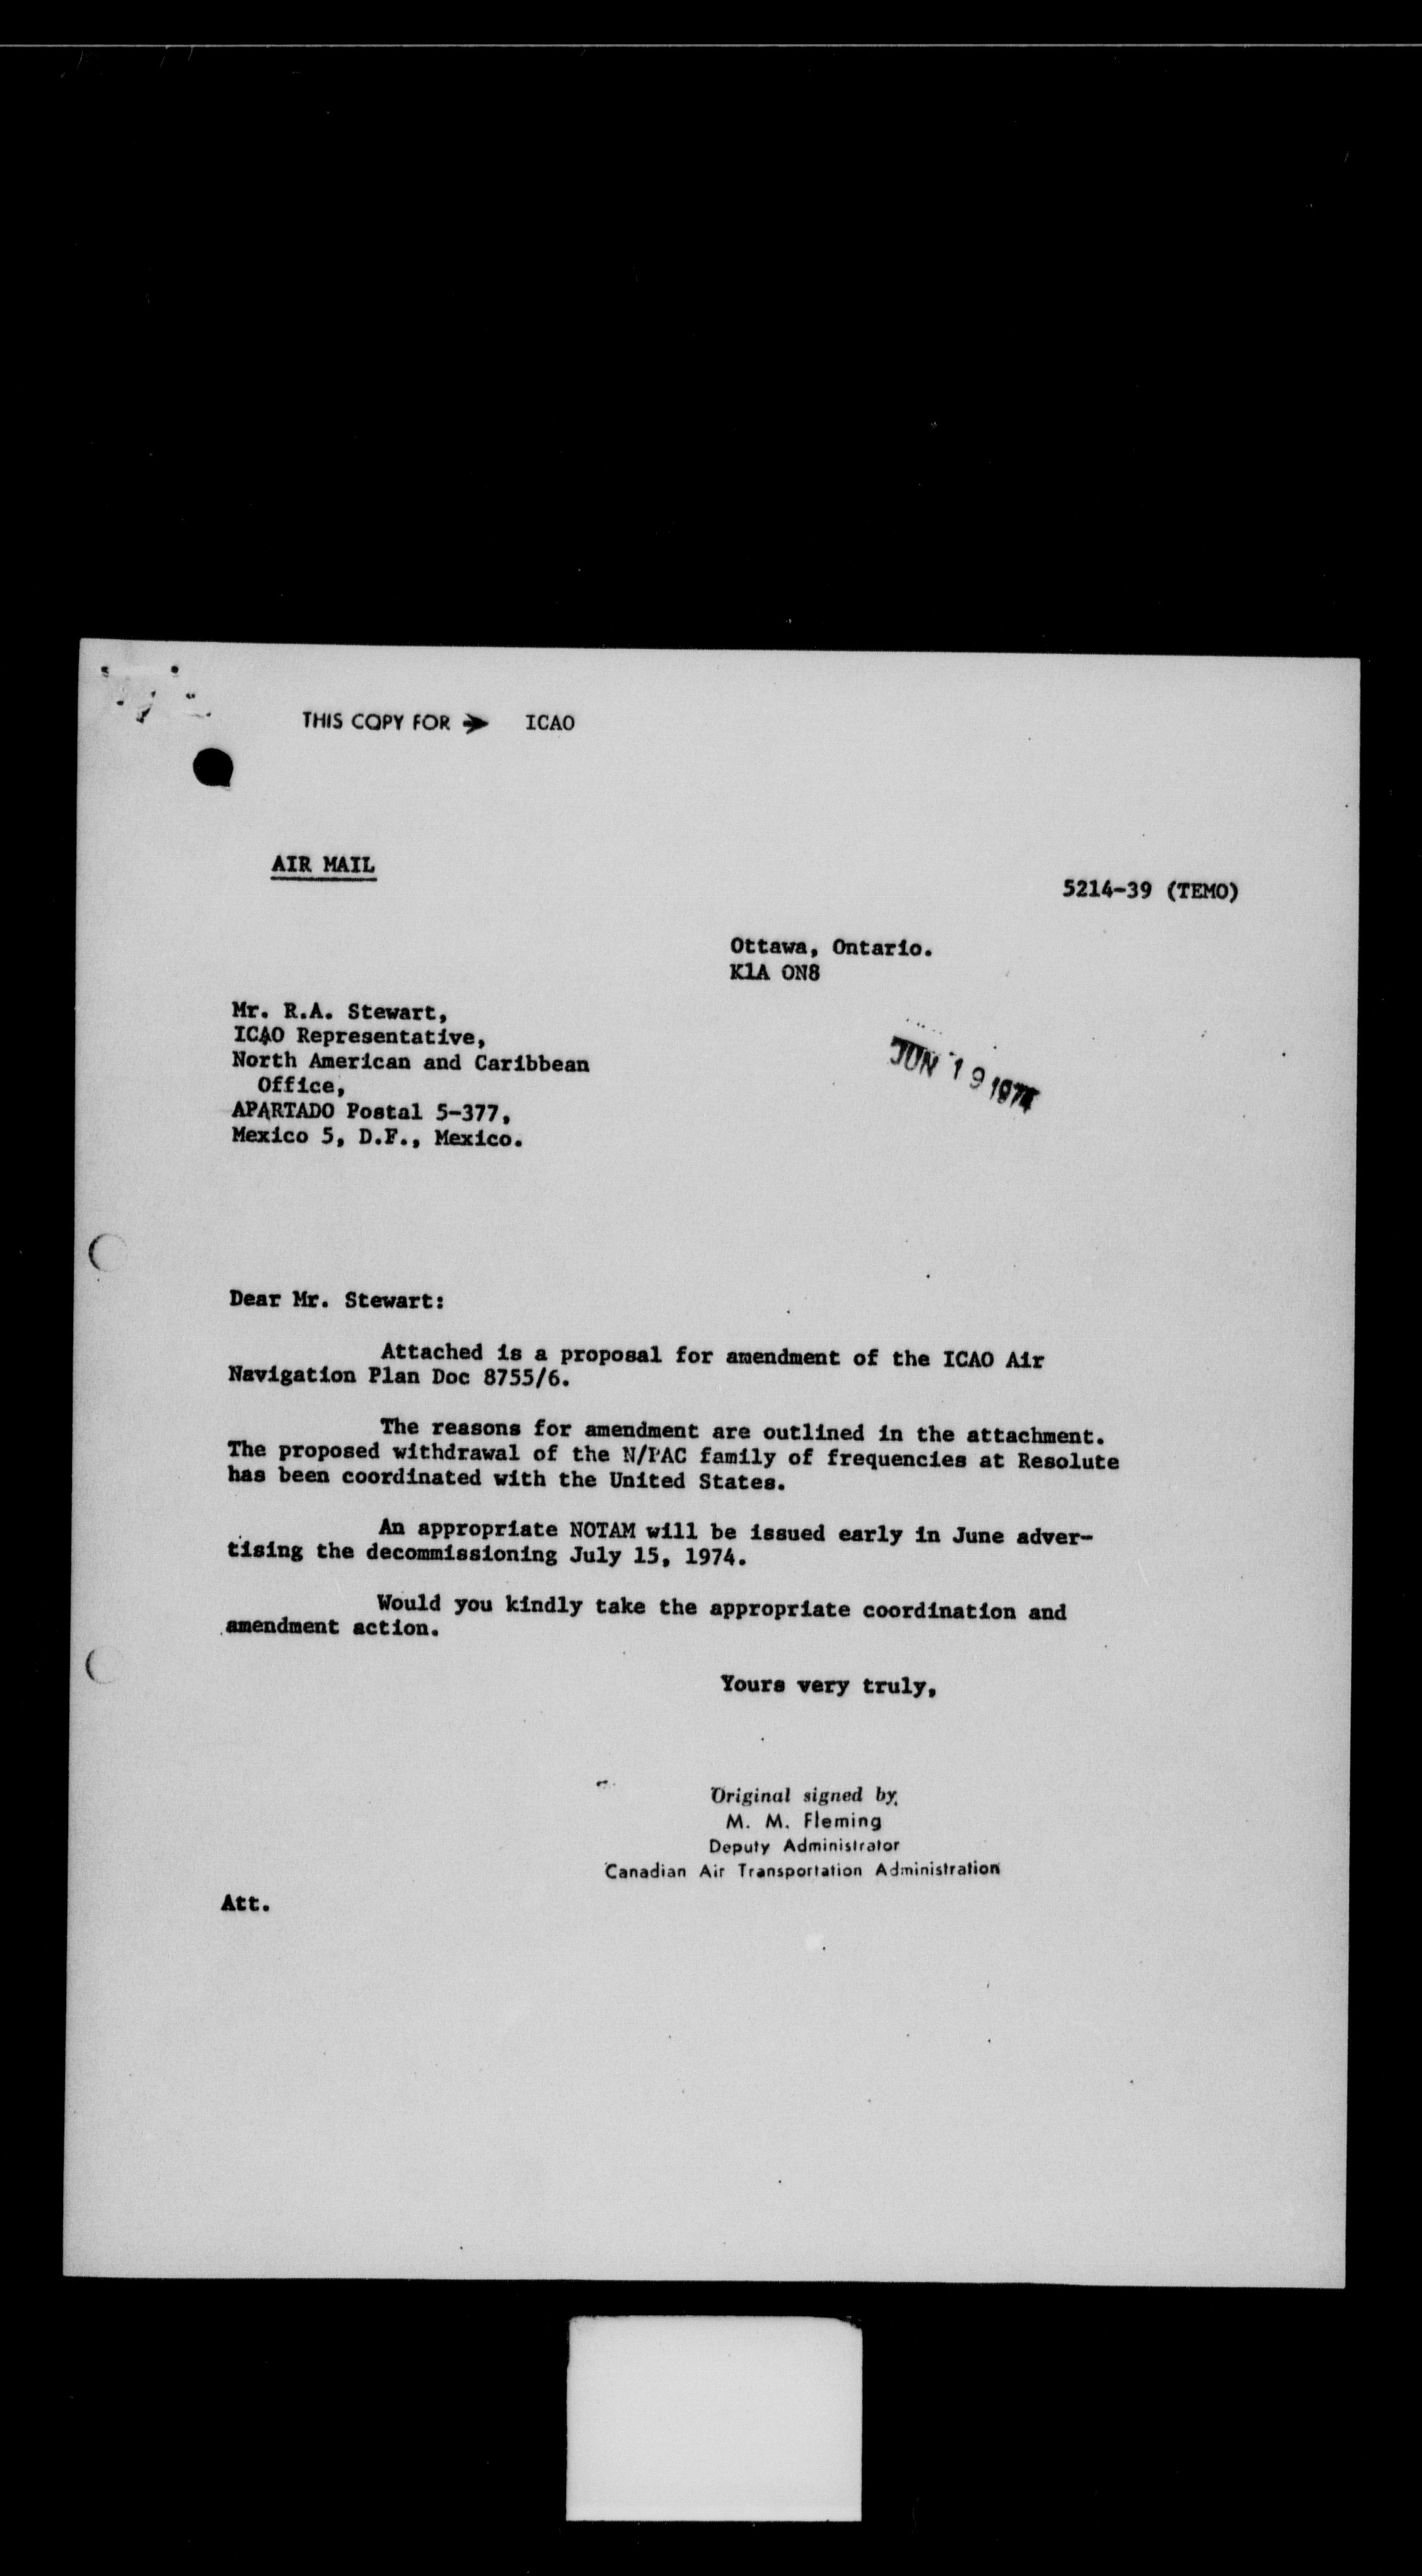 THIS COPY FOR → ICAO
AIR MAIL
5214-39 (TEMO)
Ottawa, Ontario.
K1A ON8
Mr. R.A. Stewart,
ICAO Representative,
North American and Caribbean
Office,
APARTADO Postal 5-377,
Mexico 5, D.F., Mexico.
JUN 19 1974
Dear Mr. Stewart:
Attached is a proposal for amendment of the ICAO Air
Navigation Plan Doc 8755/6.
The reasons for amendment are outlined in the attachment.
The proposed withdrawal of the N/PAC family of frequencies at Resolute
has been coordinated with the United States.
An appropriate NOTAM will be issued early in June adver-
tising the decommissioning July 15, 1974.
Would you kindly take the appropriate coordination and
amendment action.
Yours very truly,
Original signed by
M. M. Fleming
Deputy Administrator
Canadian Air Transportation Administration
Att.